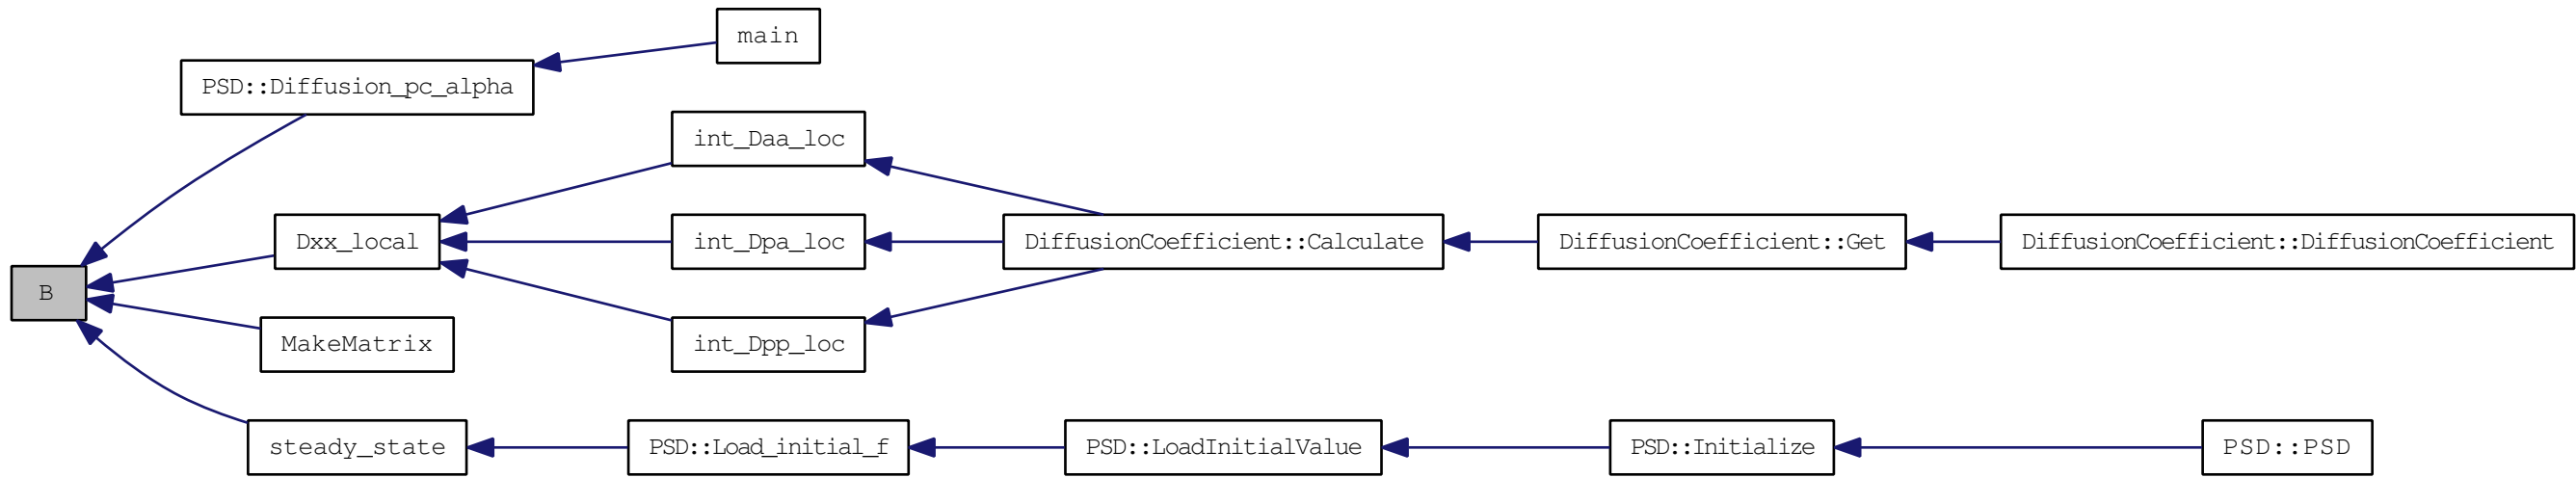 main
PSD::Diffusion_pc_alpha
int_Daa_loc
Dxx_local
int_Dpa_loc
DiffusionCoefficient::Calculate
DiffusionCoefficient::Get
DiffusionCoefficient::DiffusionCoefficient
B
MakeMatrix
int_Dpp_loc
steady_state
PSD::Load_initial_f
PSD::LoadInitialValue
PSD::Initialize
PSD::PSD